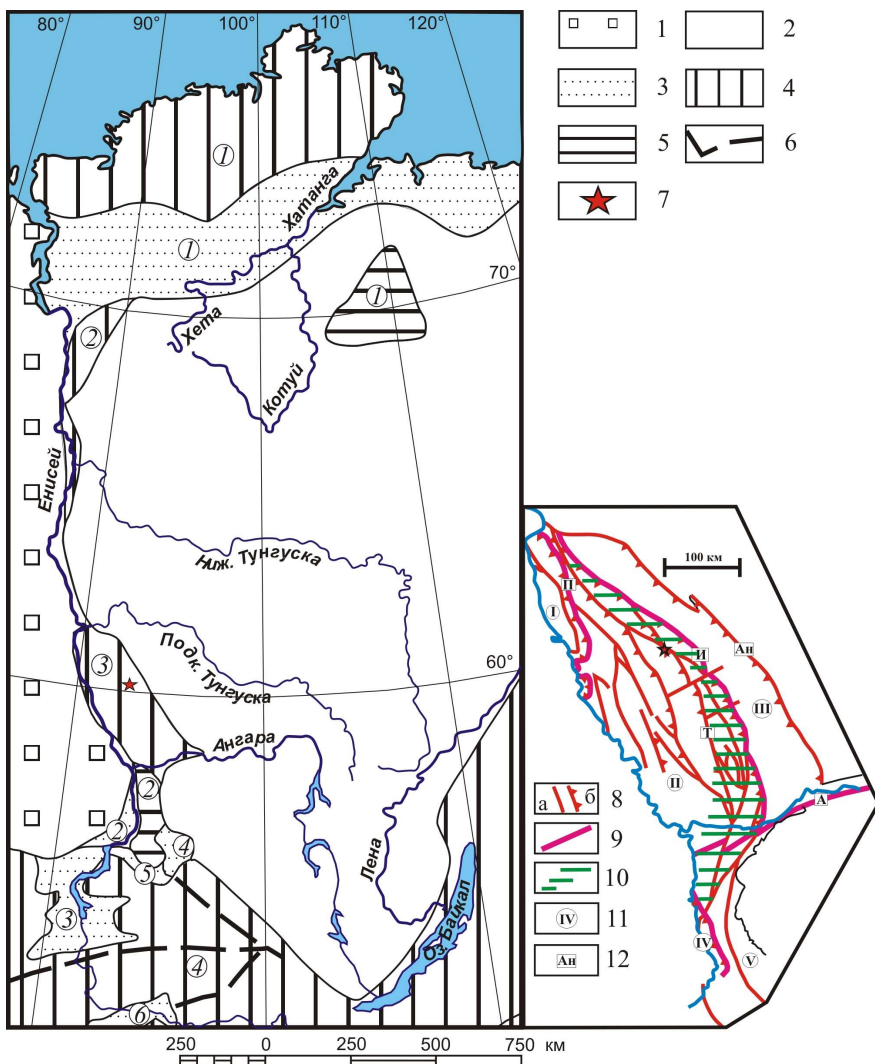 80° 90° 100° 110° 120°
1 2
3 4
5 6
7
1
Хатанга
1
70°
1
Хета
2
Котуй
Енисей
Ниж. Тунгуска
100 км
П
I
Подк. Тунгуска
И
Ан
3
60°
III
Т
Ангара
II
А
2
а б 8
2
4
9
5
Лена
10
3
Оз. Байкал
IV 11
4
IV
V
Ан 12
6
250 0 250 500 750 км